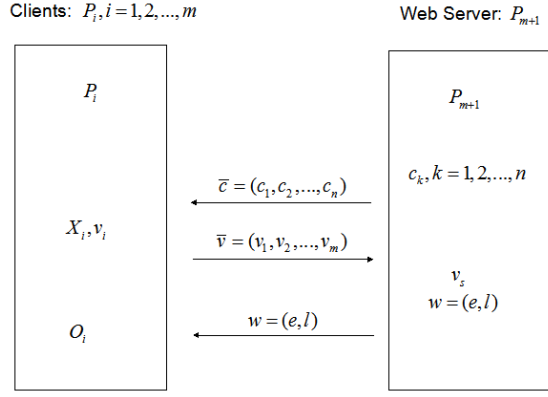 Clients: P_i, i = 1, 2, ..., m
Web Server: P_{m+1}
P_i
P_{m+1}
c_k, k = 1, 2, ..., n
c̅ = (c_1, c_2, ..., c_n)
X_i, v_i
v̅ = (v_1, v_2, ..., v_m)
v_s
w = (e, l)
O_i
w = (e, l)